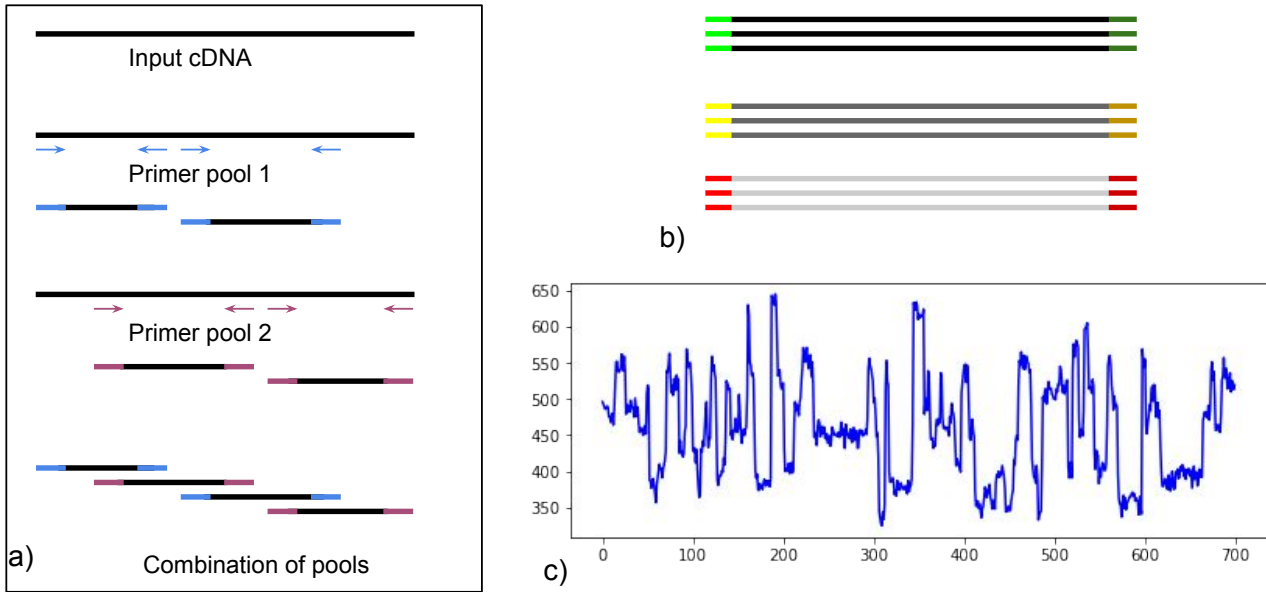 Input cDNA
Primer pool 1
Primer pool 2
Combination of pools
a)
b)
650
600
550
500
450
400
350
0 100 200 300 400 500 600 700
c)